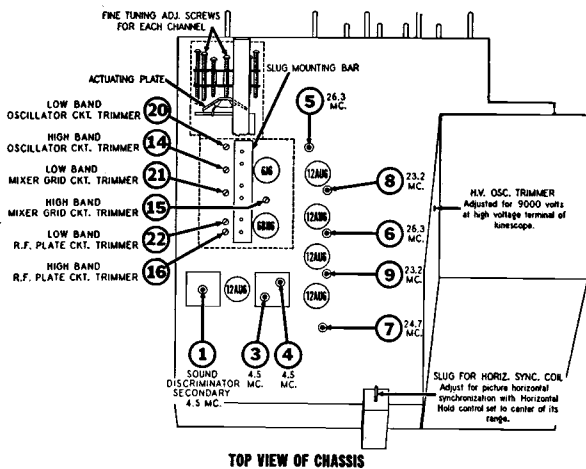 FINE TUNING ADJ. SCREWS
FOR EACH CHANNEL
ACTUATING PLATE
SLUG MOUNTING BAR
LOW BAND
OSCILLATOR CKT. TRIMMER
20
HIGH BAND
OSCILLATOR CKT. TRIMMER
14
LOW BAND
MIXER GRID CKT. TRIMMER
21
HIGH BAND
MIXER GRID CKT. TRIMMER
15
LOW BAND
R.F. PLATE CKT. TRIMMER
22
HIGH BAND
R.F. PLATE CKT. TRIMMER
16
6J6
12AU6
5
26.3
MC.
12AU6
8
23.2
MC.
12AU6
6
26.3
MC.
12AU6
9
23.2
MC.
12AU6
7
24.7
MC.
1
SOUND
DISCRIMINATOR
SECONDARY
4.5 MC.
3
4.5
MC.
4
4.5
MC.
H.V. OSC. TRIMMER
Adjusted for 9000 volts
at high voltage terminal of
kinescope.
SLUG FOR HORIZ. SYNC. COIL
Adjust for picture horizontal
synchronization with Horizontal
Hold control set to center of its
range.
TOP VIEW OF CHASSIS